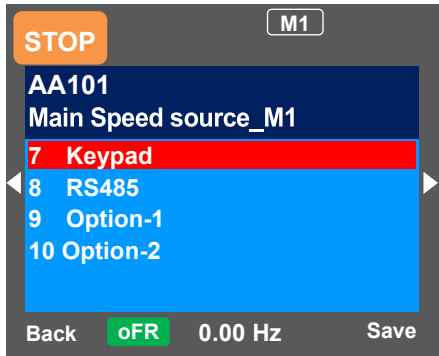 M1
STOP
AA101
Main Speed source_M1
7 Keypad
8 RS485
9 Option-1
10 Option-2
Back oFR 0.00 Hz Save